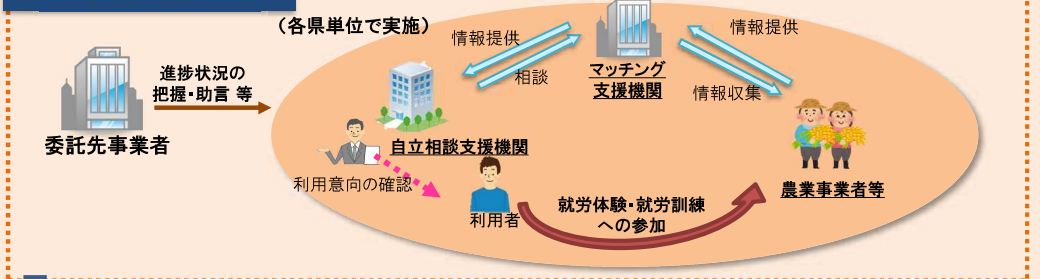 （各県単位で実施）
情報提供
情報提供
相談
マッチング
支援機関
情報収集
進捗状況の
把握・助言 等
委託先事業者
自立相談支援機関
利用意向の確認
利用者
就労体験・就労訓練
への参加
農業事業者等